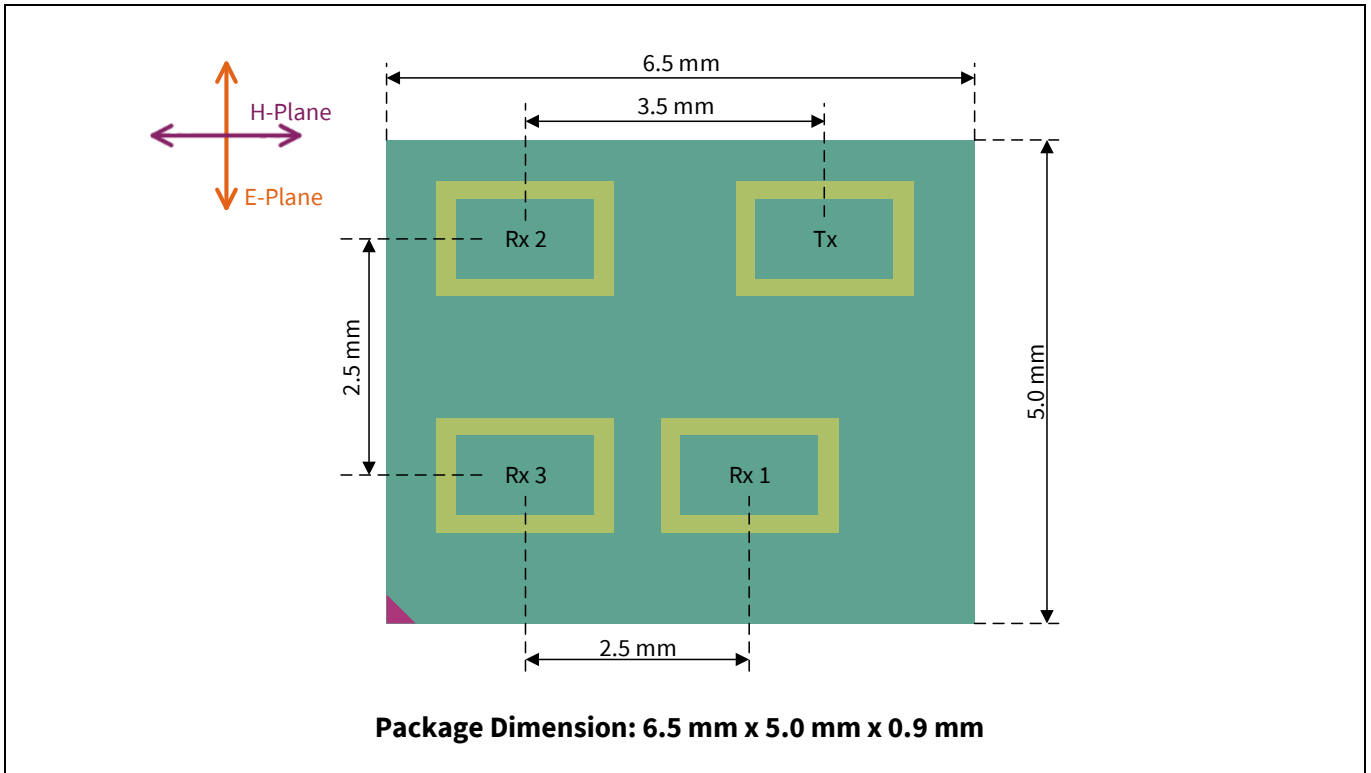 6.5 mm
3.5 mm
H-Plane
E-Plane
Rx 2
Tx
2.5 mm
5.0 mm
Rx 3
Rx 1
2.5 mm
Package Dimension: 6.5 mm x 5.0 mm x 0.9 mm